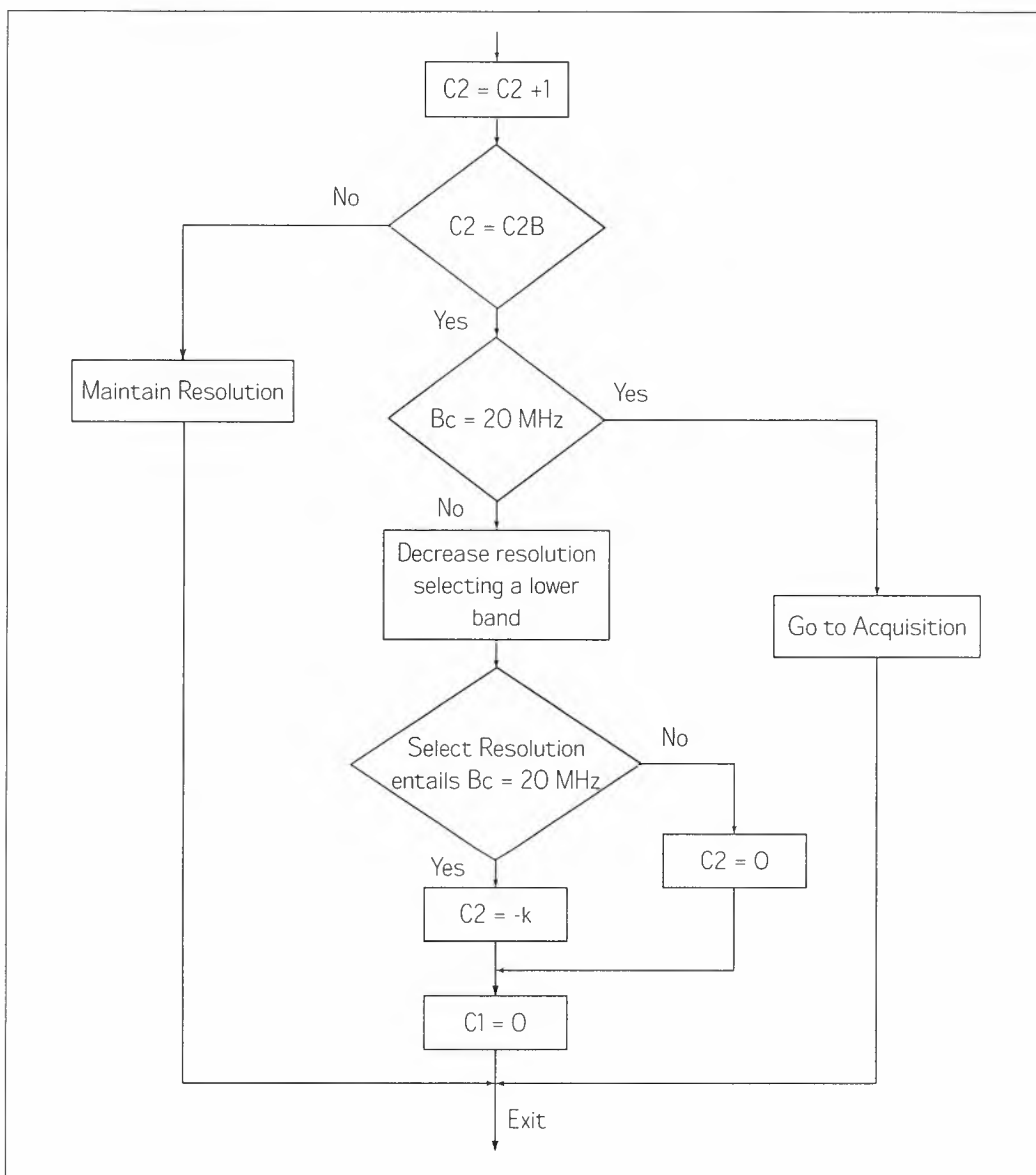 C2 = C2 +1
No
C2 = C2B
Yes
Maintain Resolution
Bc = 20 MHz
Yes
No
Decrease resolution
selecting a lower
band
Go to Acquisition
Select Resolution
entails Bc = 20 MHz
No
C2 = 0
Yes
C2 = -k
C1 = 0
Exit